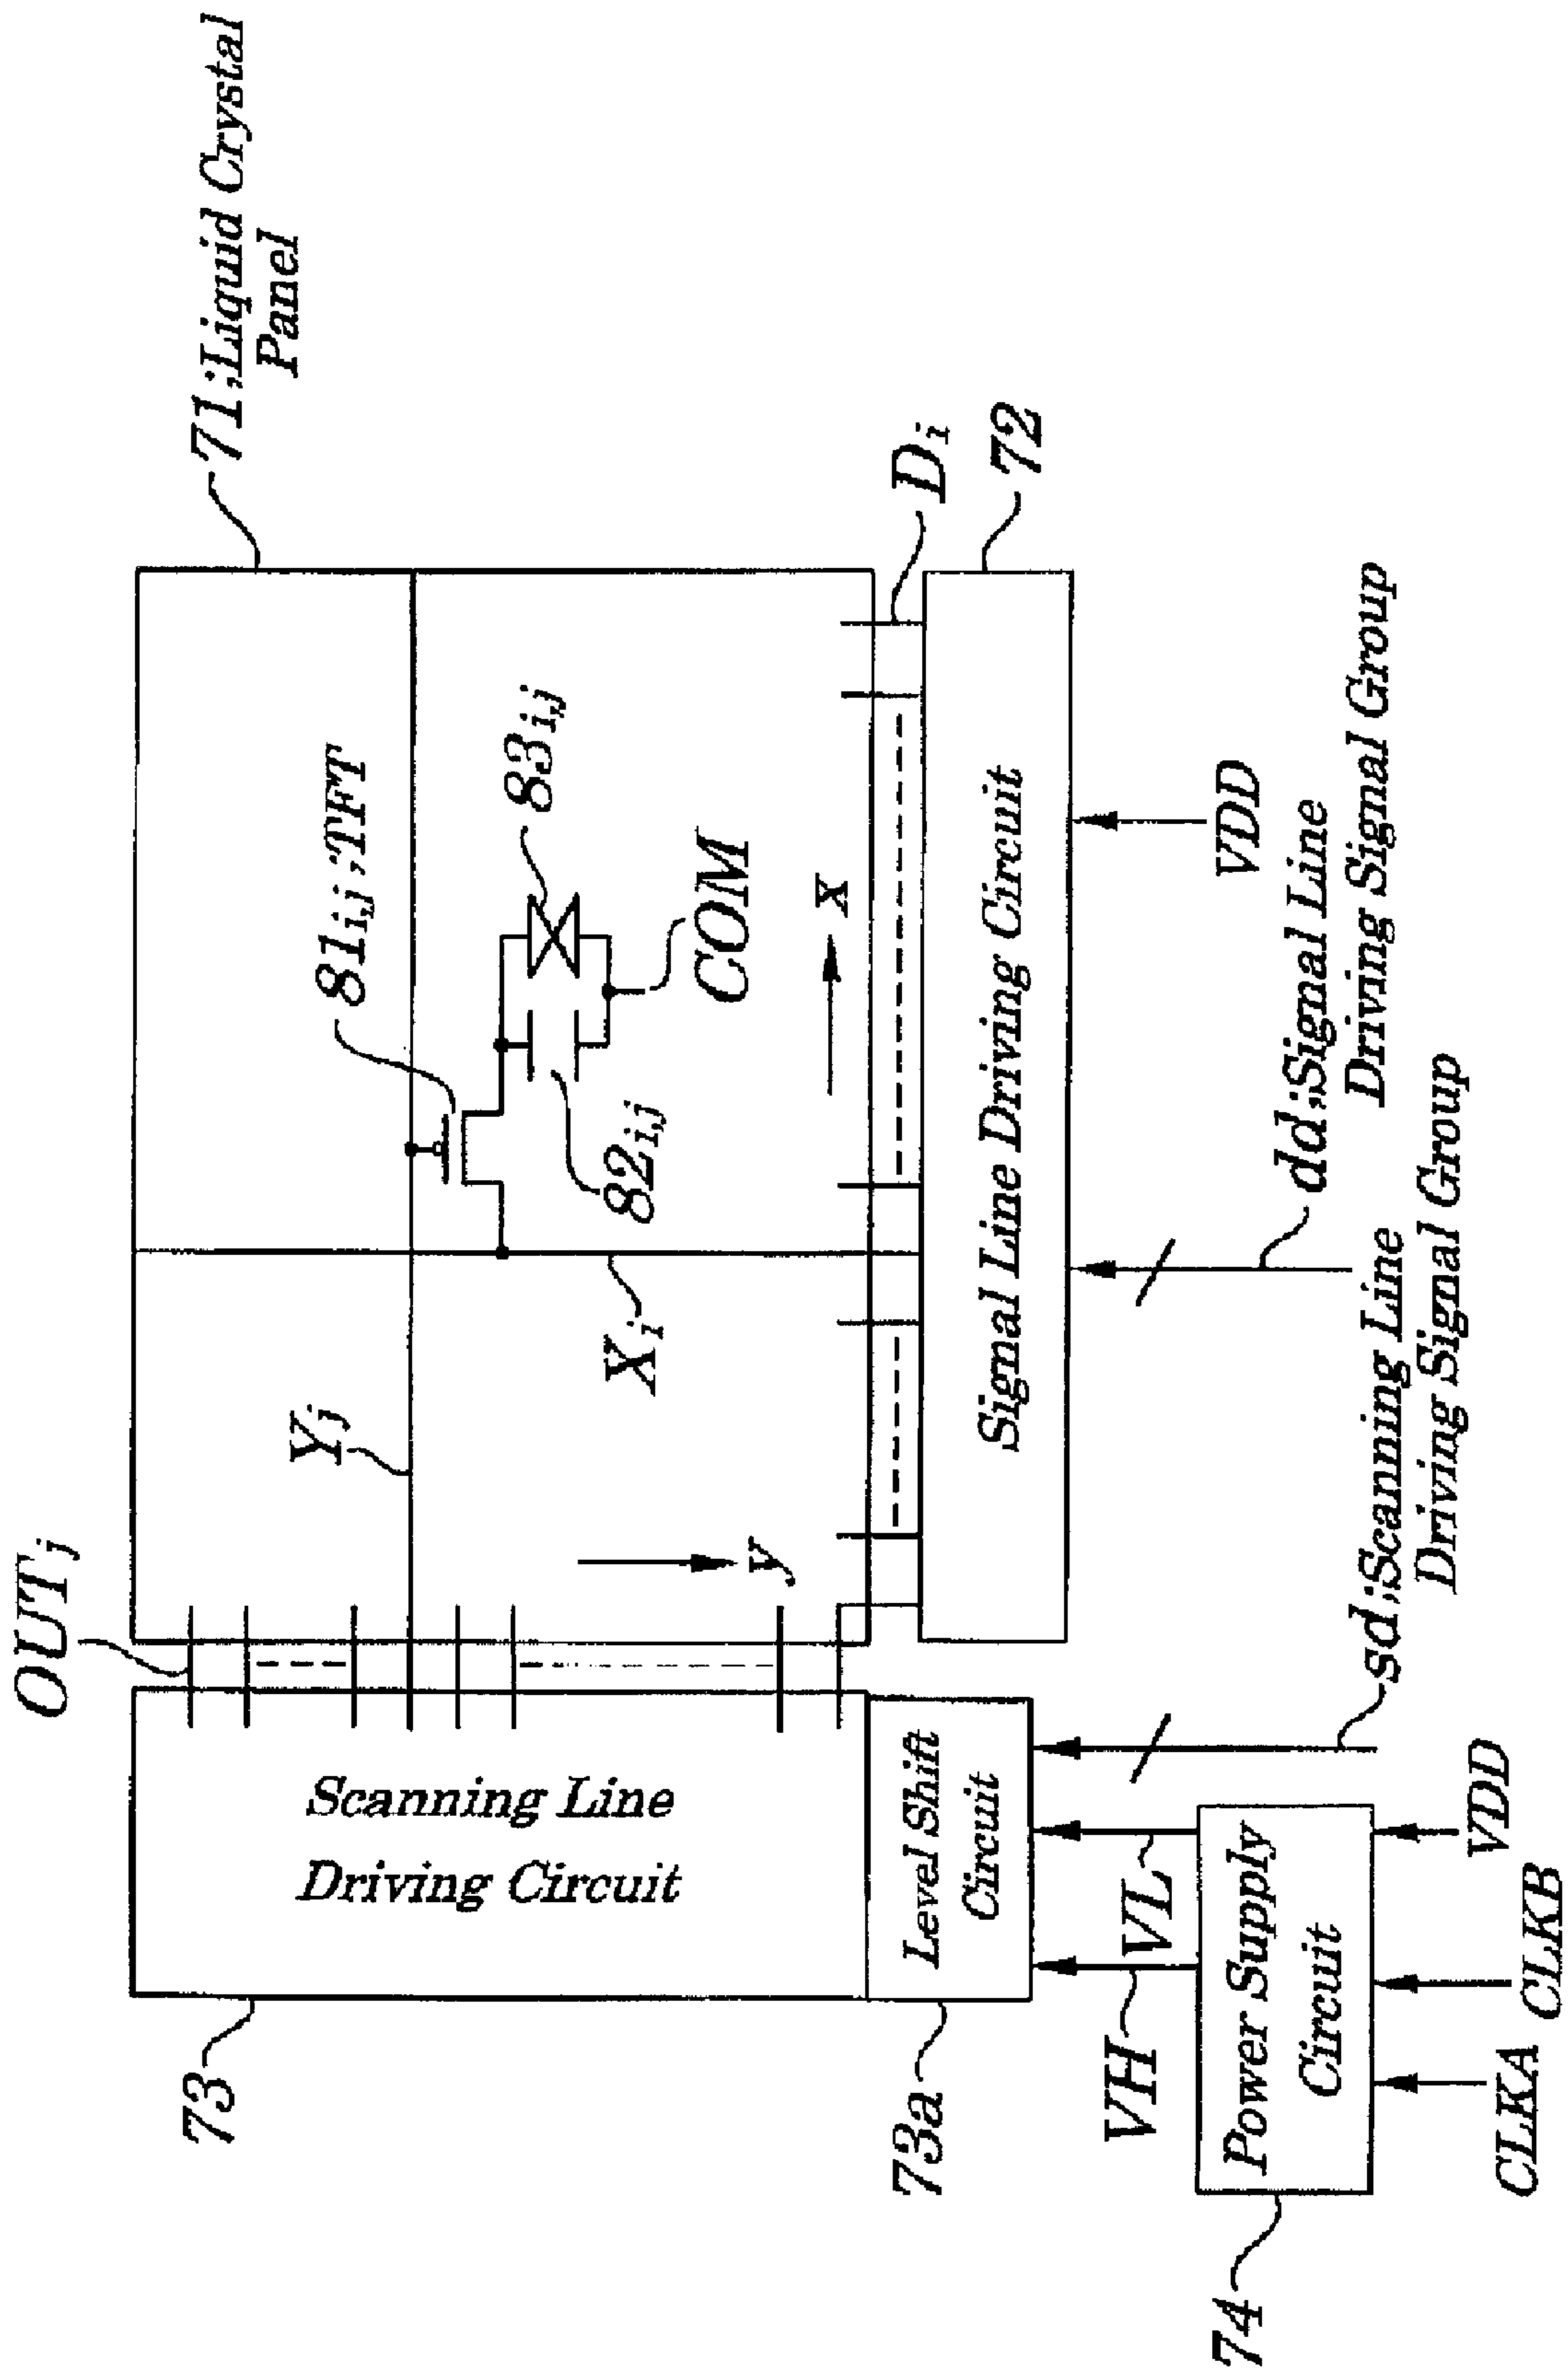 71;Liquid Crystal
Panel
OUTj
Yj
81i,j;TFT
83i,j
82i,j
COM
Xi
x
y
Di
72
Scanning Line
Driving Circuit
73
Level Shift
Circuit
73a
Signal Line Driving Circuit
VH
VL
VDD
sd;Scanning Line
Driving Signal Group
dd;Signal Line
Driving Signal Group
Power Supply
Circuit
74
CLKA
CLKB
VDD